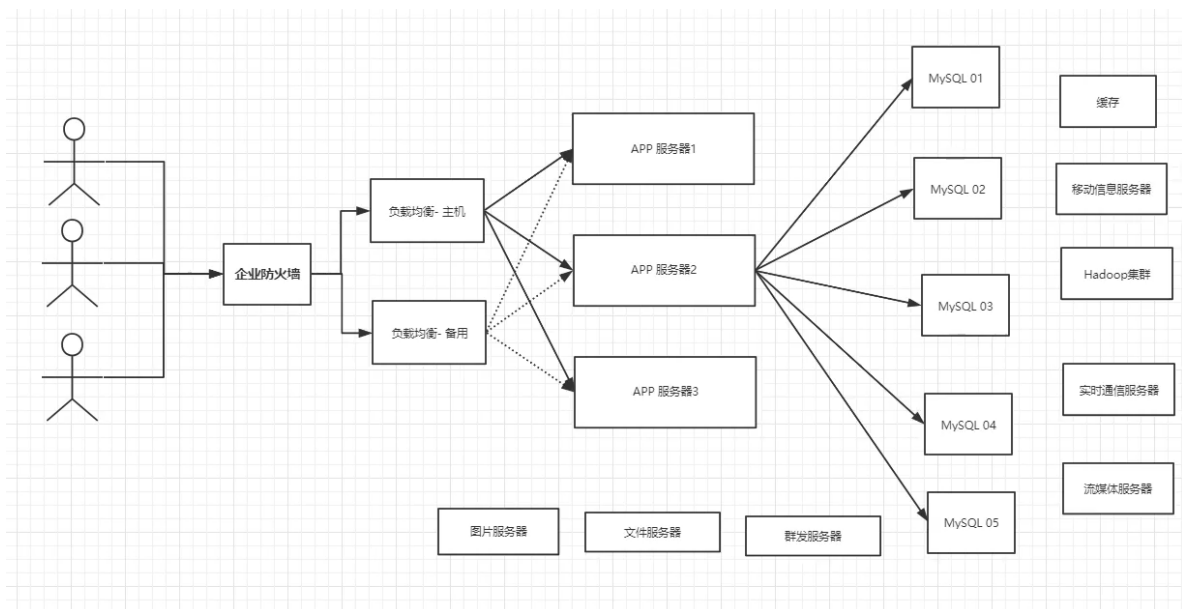 MySQL 01
缓存
APP 服务器1
移动信息服务器
MySQL 02
负载均衡- 主机
企业防火墙
APP 服务器2
Hadoop集群
MySQL 03
负载均衡- 备用
APP 服务器3
实时通信服务器
MySQL 04
流媒体服务器
MySQL 05
图片服务器
文件服务器
群发服务器